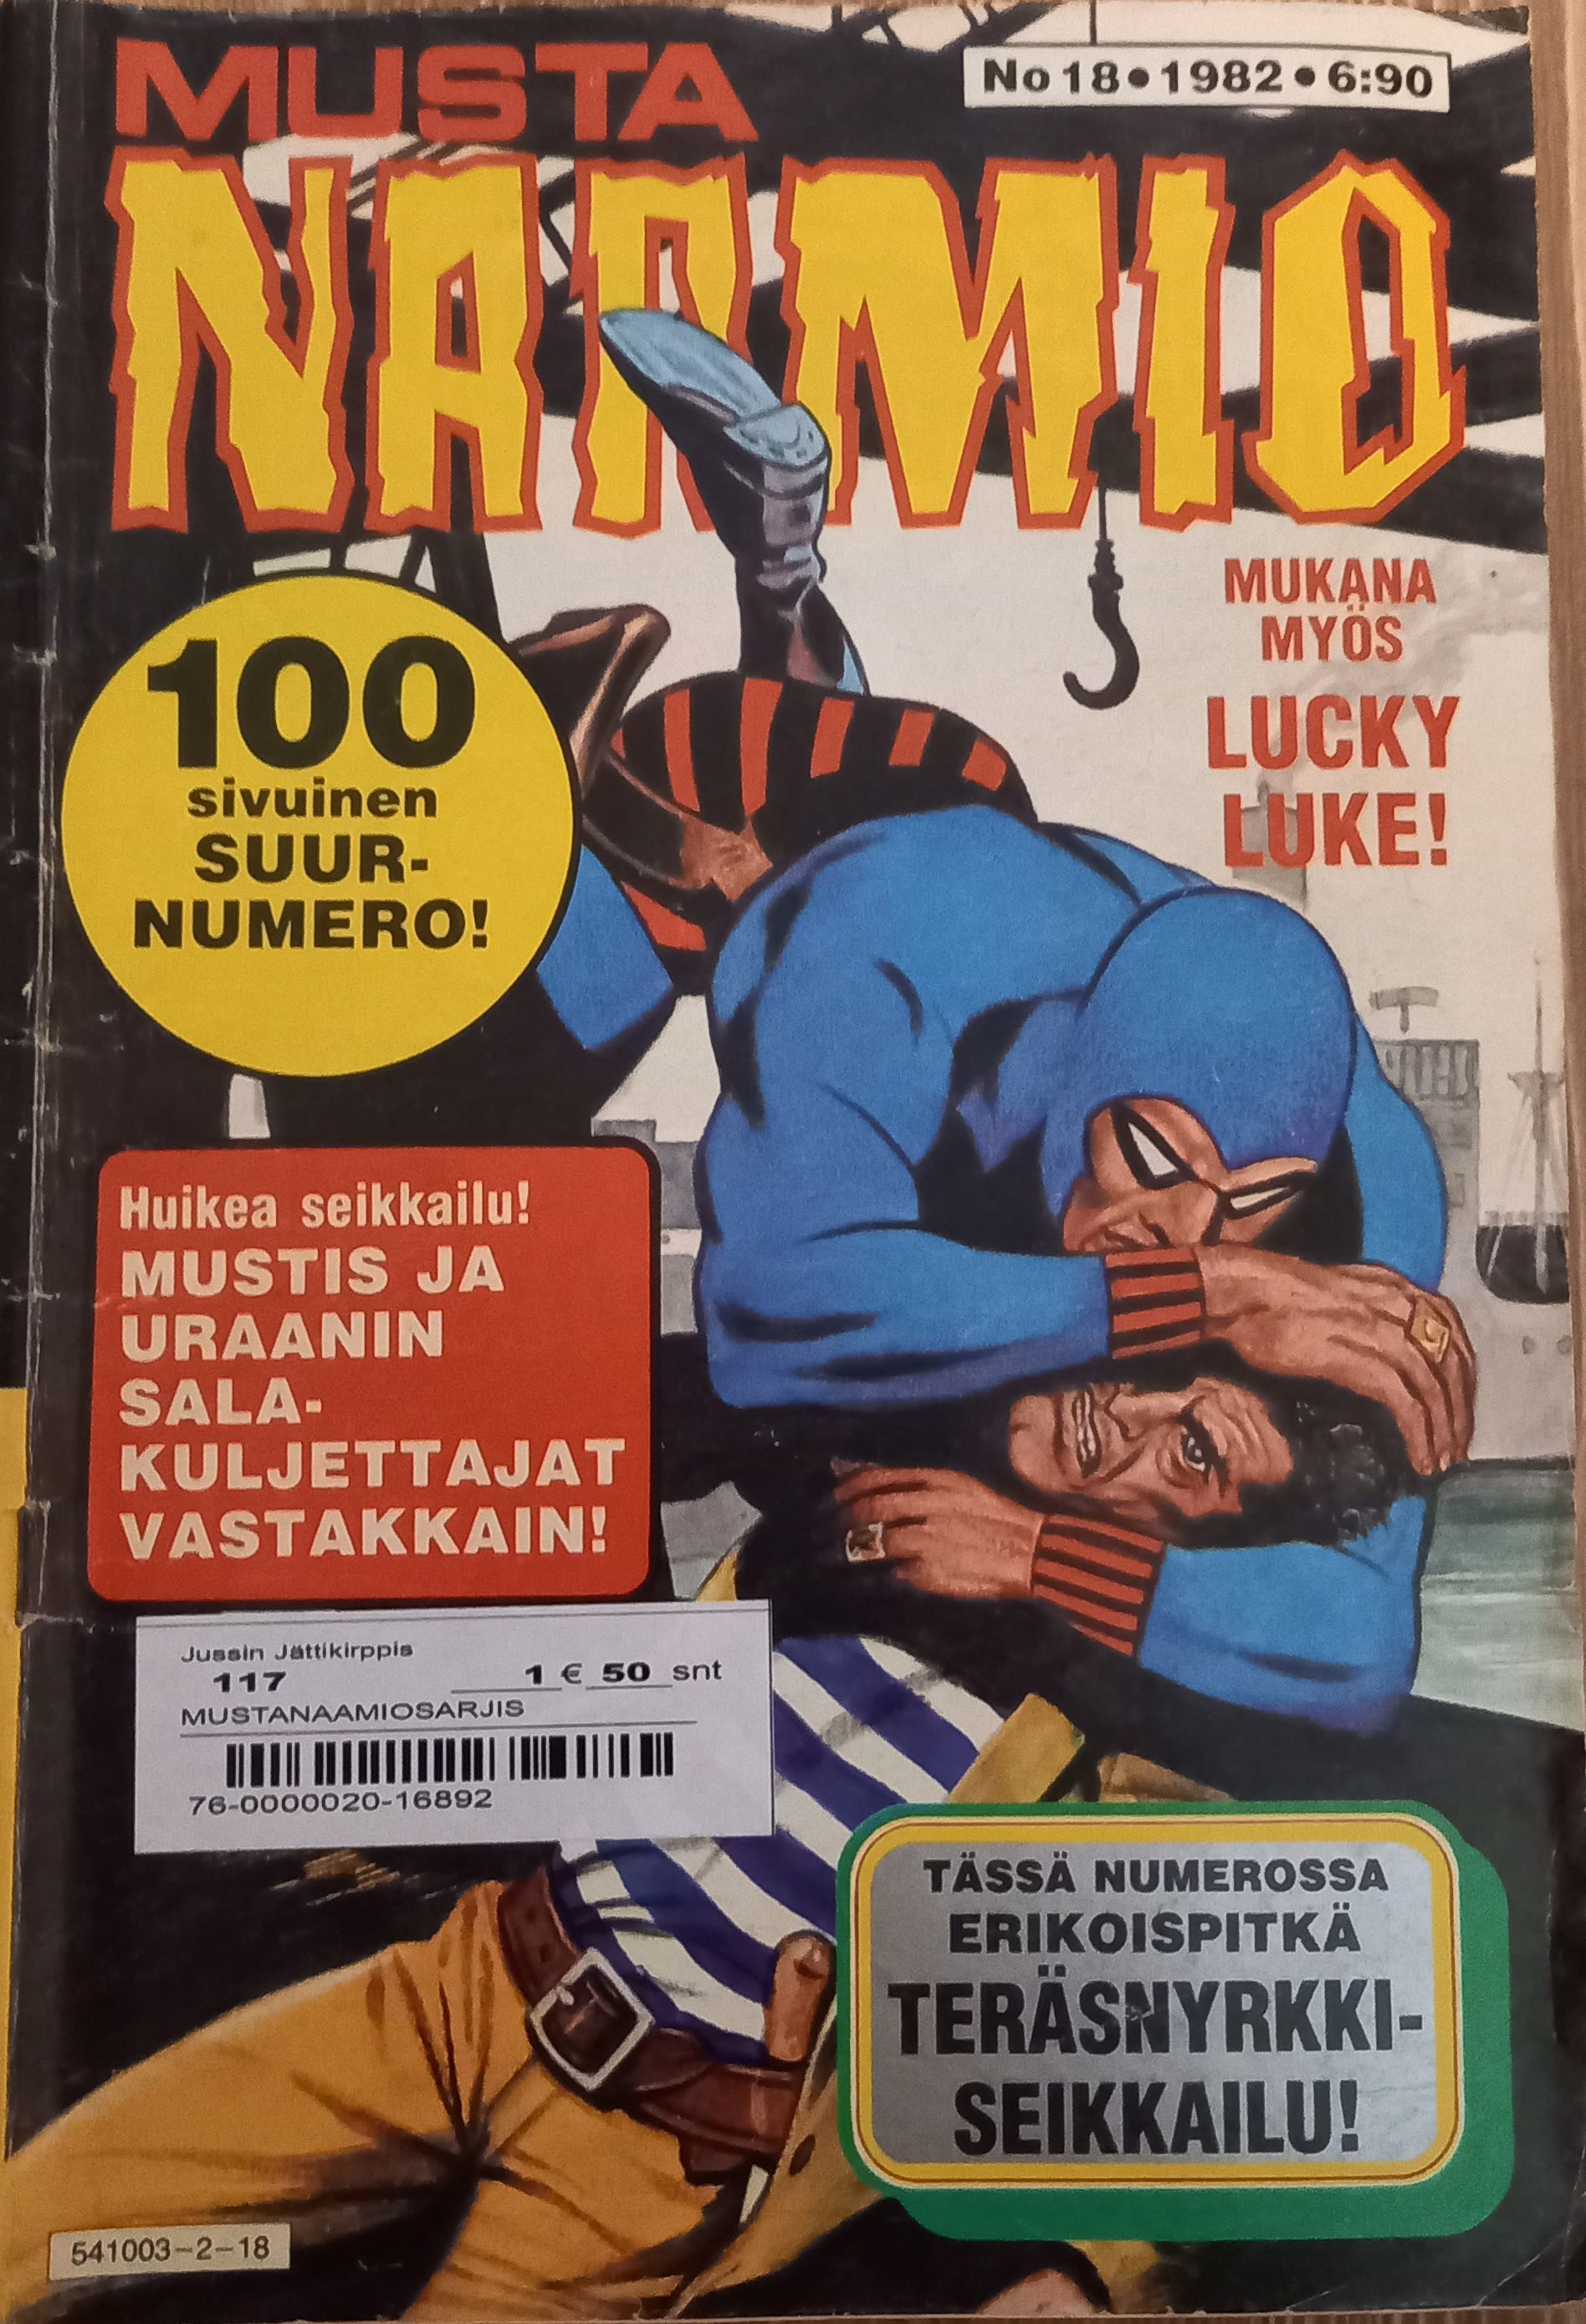 MUSTA
No 18 • 1982 • 6:90
NAAMIO
MUKANA
MYÖS
LUCKY
LUKE!
100
sivuinen
SUUR-
NUMERO!
Huikea seikkailu!
MUSTIS JA
URAANIN
SALA-
KULJETTAJAT
VASTAKKAIN!
Jussin Jättikirppis
117 1 € 50 snt
MUSTANAAMIOSARJIS
76-0000020-16892
TÄSSÄ NUMEROSSA
ERIKOISPITKÄ
TERÄSNYRKKI-
SEIKKAILU!
541003-2-18